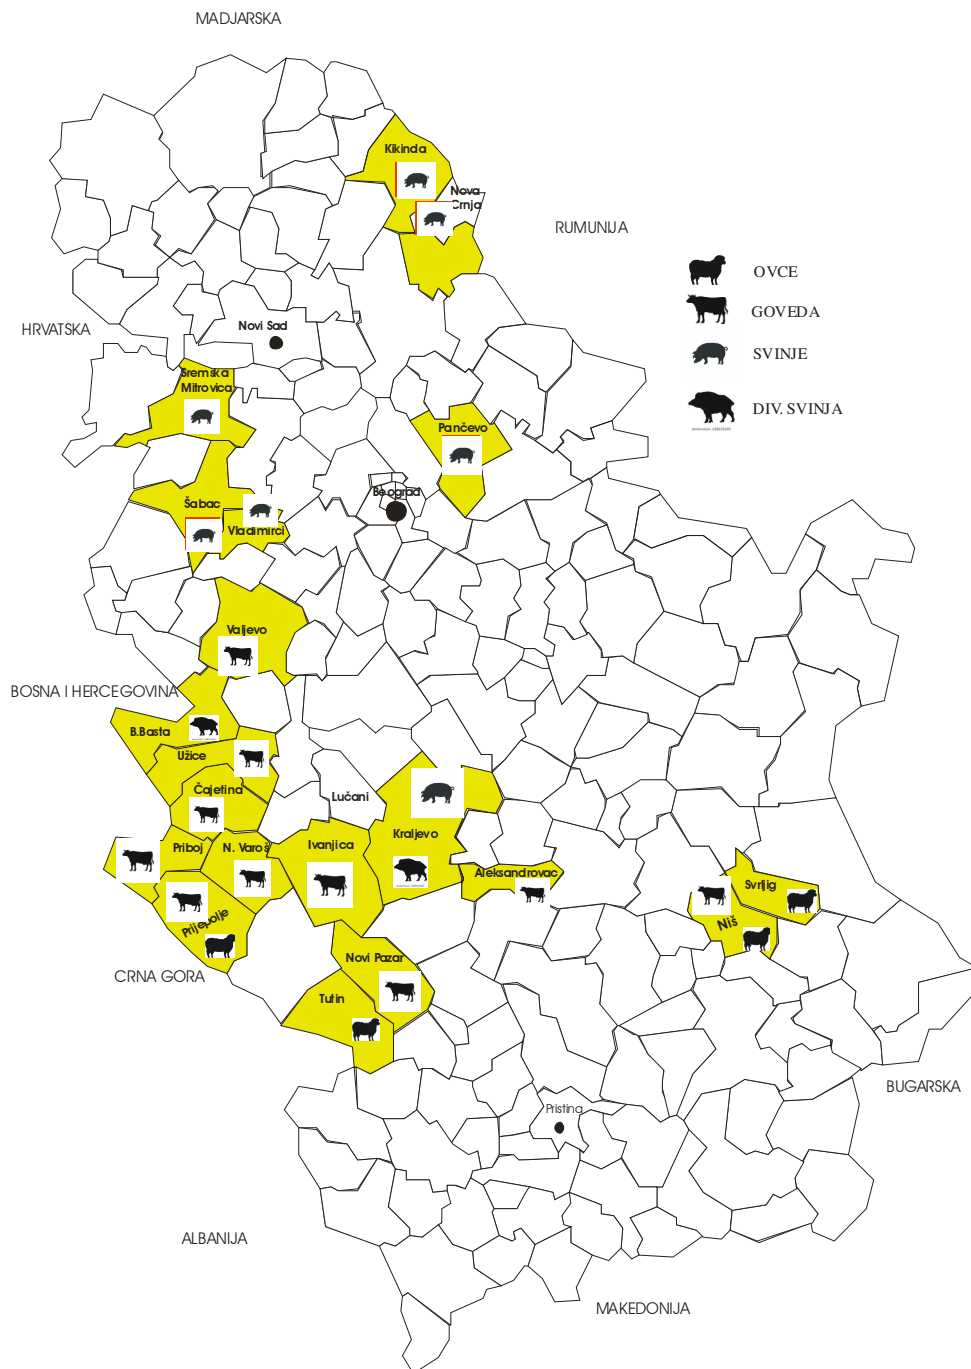 MADJARSKA
Kikinda
Nova
Crnja
RUMUNIJA
OVCE
GOVEDA
SVINJE
DIV. SVINJA
HRVATSKA
Novi Sad
Sremska
Mitrovica
Pančevo
Beograd
Šabac
Vladimirci
Valjevo
BOSNA I HERCEGOVINA
B.Basta
Užice
Čajetina
Lučani
Priboj
N. Varoš
Ivanjica
Kraljevo
Aleksandrovac
Svrljig
Niš
Prijepolje
CRNA GORA
Novi Pazar
Tutin
BUGARSKA
Pristina
ALBANIJA
MAKEDONIJA